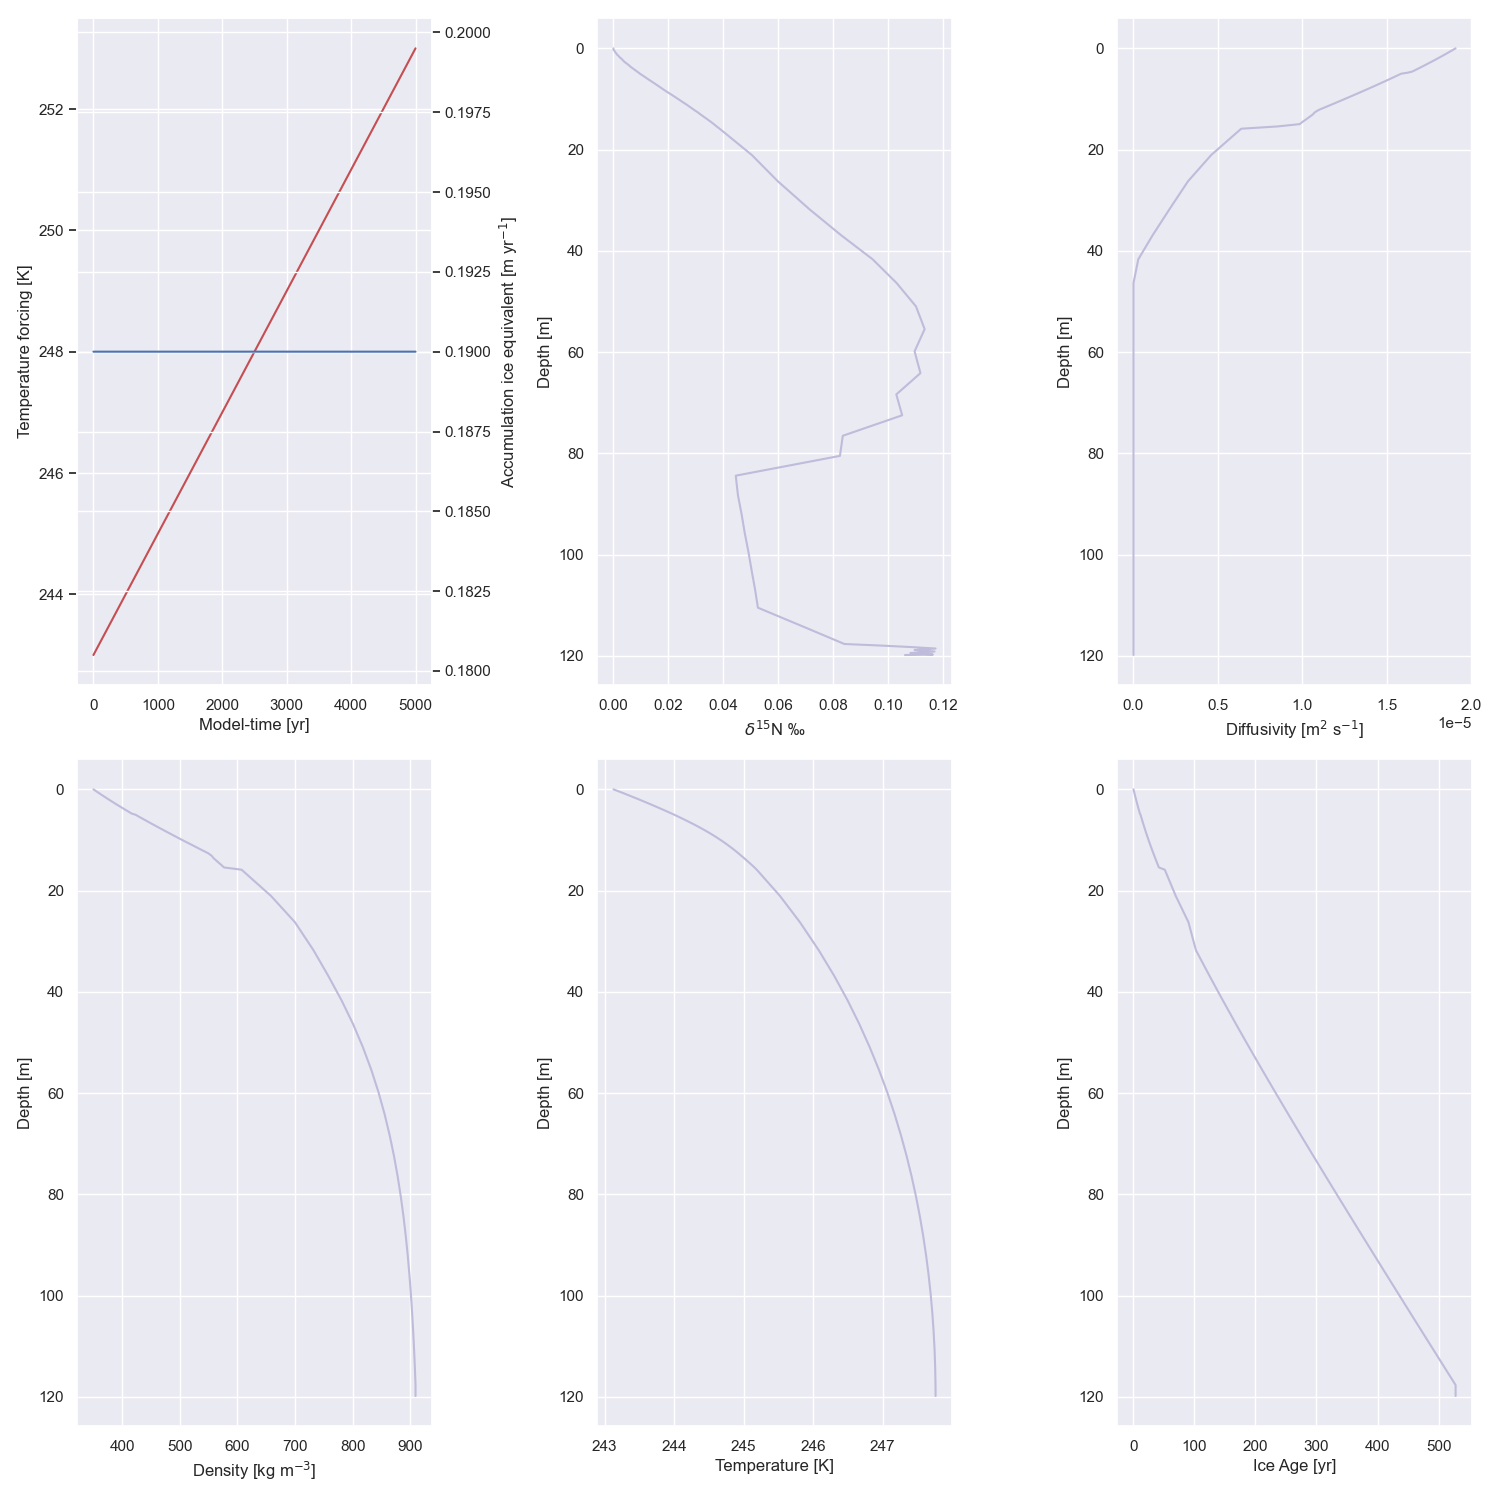 252
250
248
246
244
Temperature forcing [K]
0 1000 2000 3000 4000 5000
Model-time [yr]
0.2000
0.1975
0.1950
0.1925
0.1900
0.1875
0.1850
0.1825
0.1800
Accumulation ice equivalent [m yr⁻¹]
0
20
40
60
80
100
120
Depth [m]
0.00 0.02 0.04 0.06 0.08 0.10 0.12
δ¹⁵N ‰
0
20
40
60
80
100
120
Depth [m]
0.0 0.5 1.0 1.5 2.0
1e−5
Diffusivity [m² s⁻¹]
0
20
40
60
80
100
120
Depth [m]
400 500 600 700 800 900
Density [kg m⁻³]
0
20
40
60
80
100
120
Depth [m]
243 244 245 246 247
Temperature [K]
0
20
40
60
80
100
120
Depth [m]
0 100 200 300 400 500
Ice Age [yr]